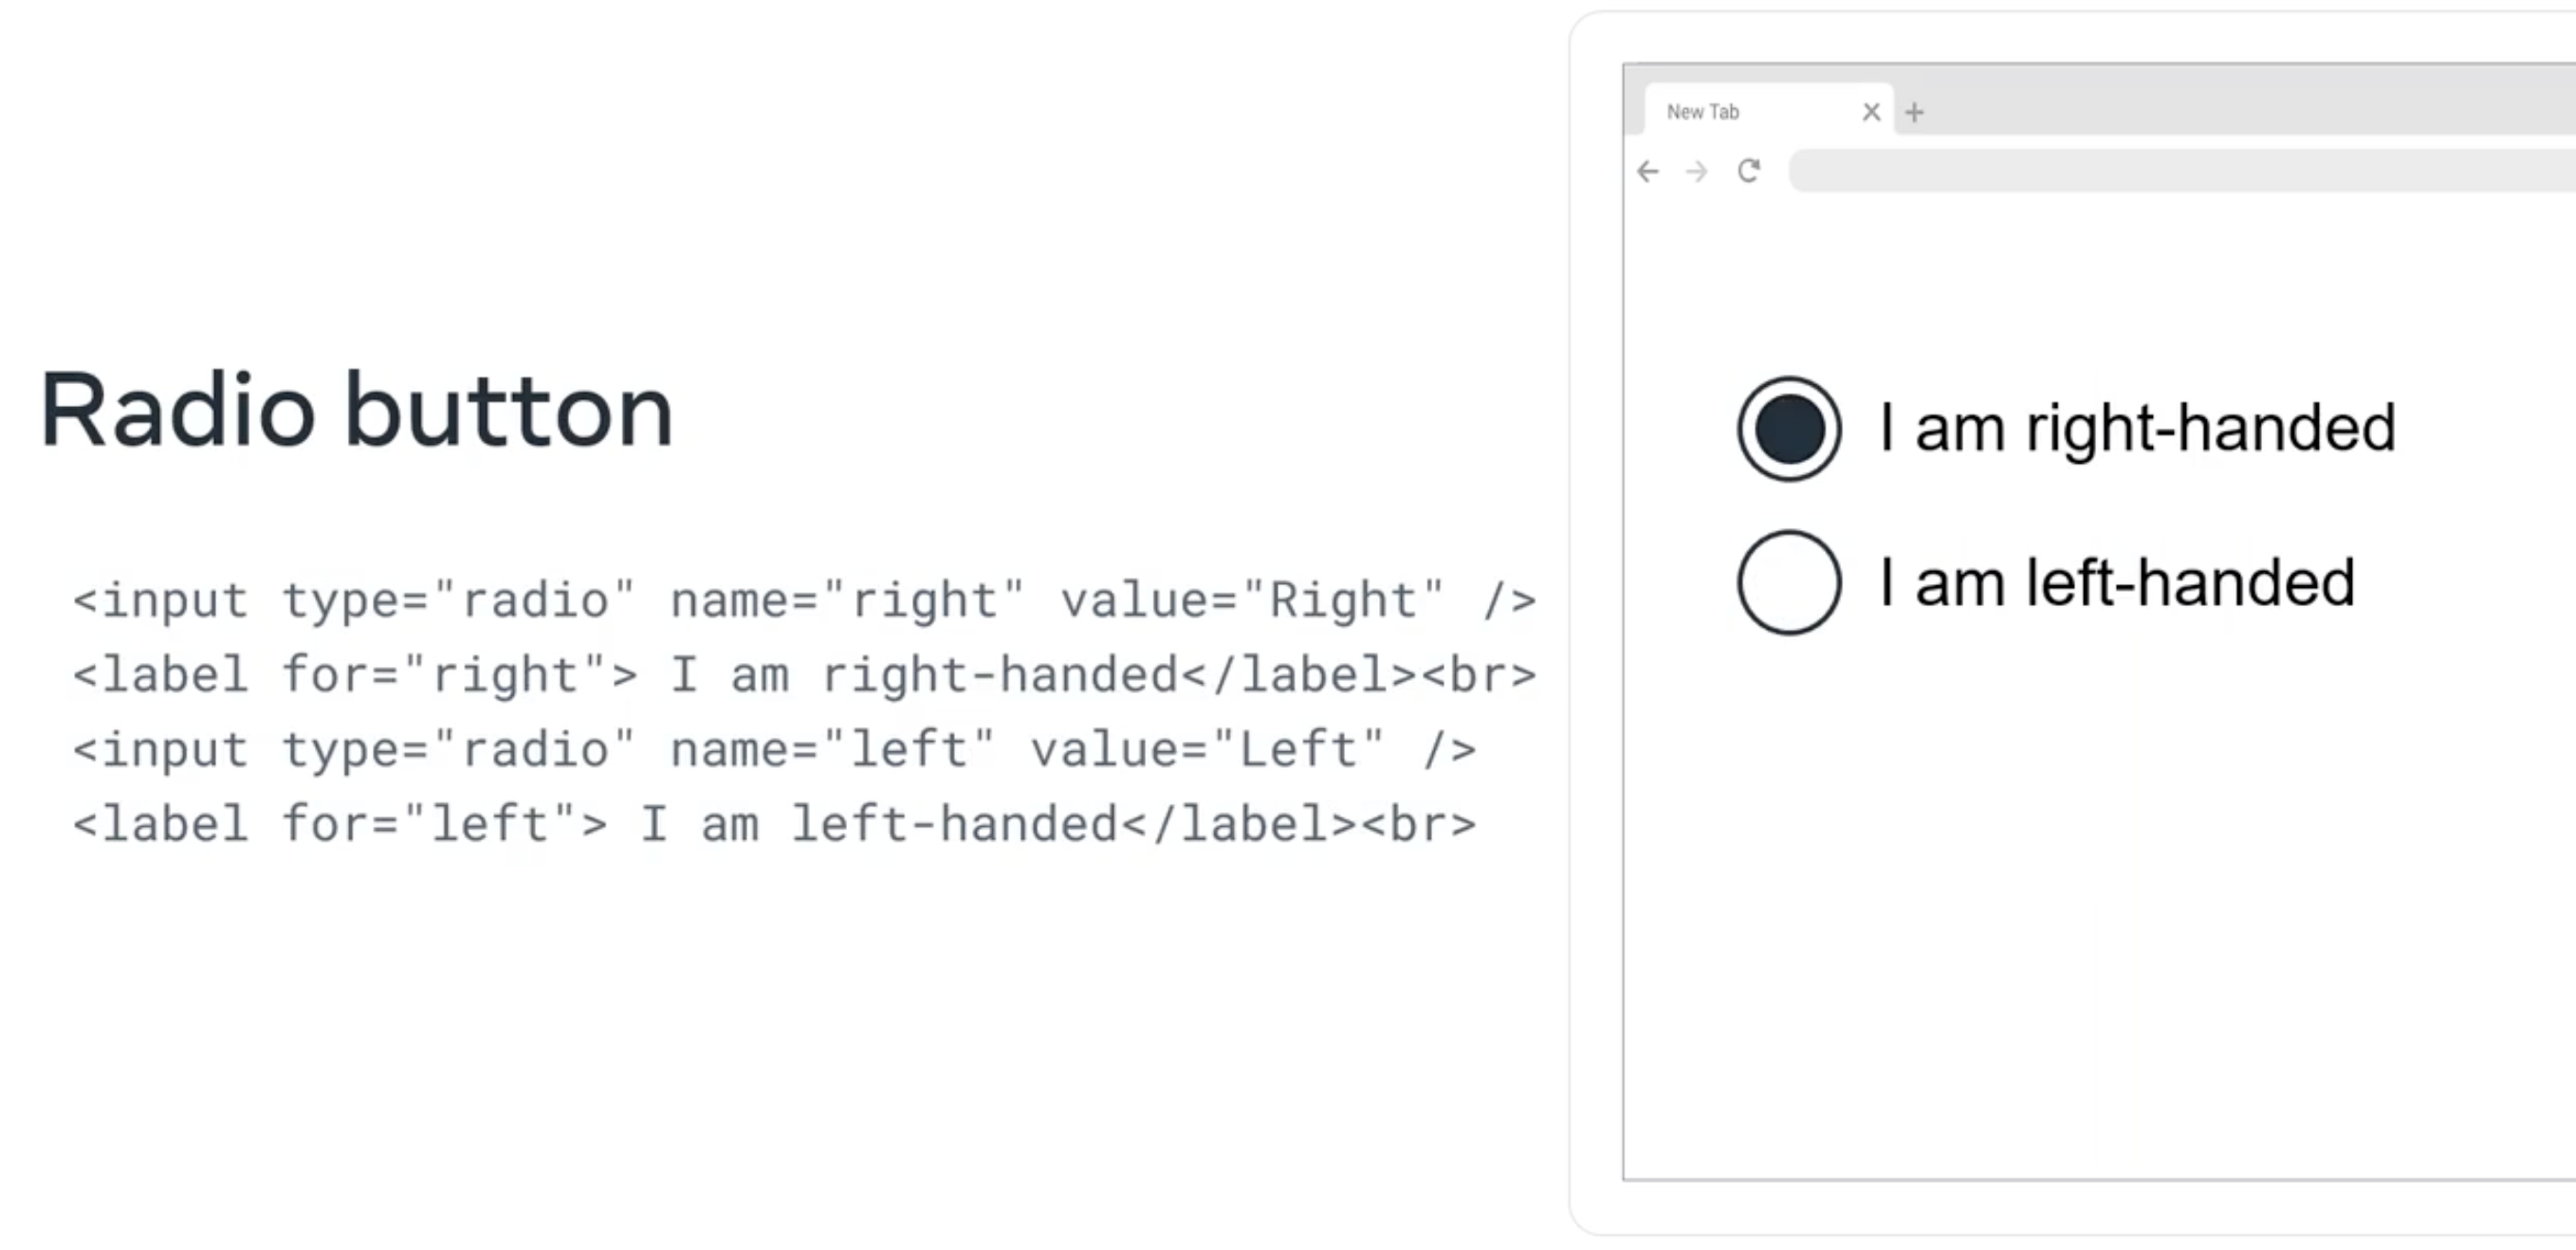 Radio button
<input type="radio" name="right" value="Right" />
<label for="right"> I am right-handed</label><br>
<input type="radio" name="left" value="Left" />
<label for="left"> I am left-handed</label><br>
New Tab
I am right-handed
I am left-handed